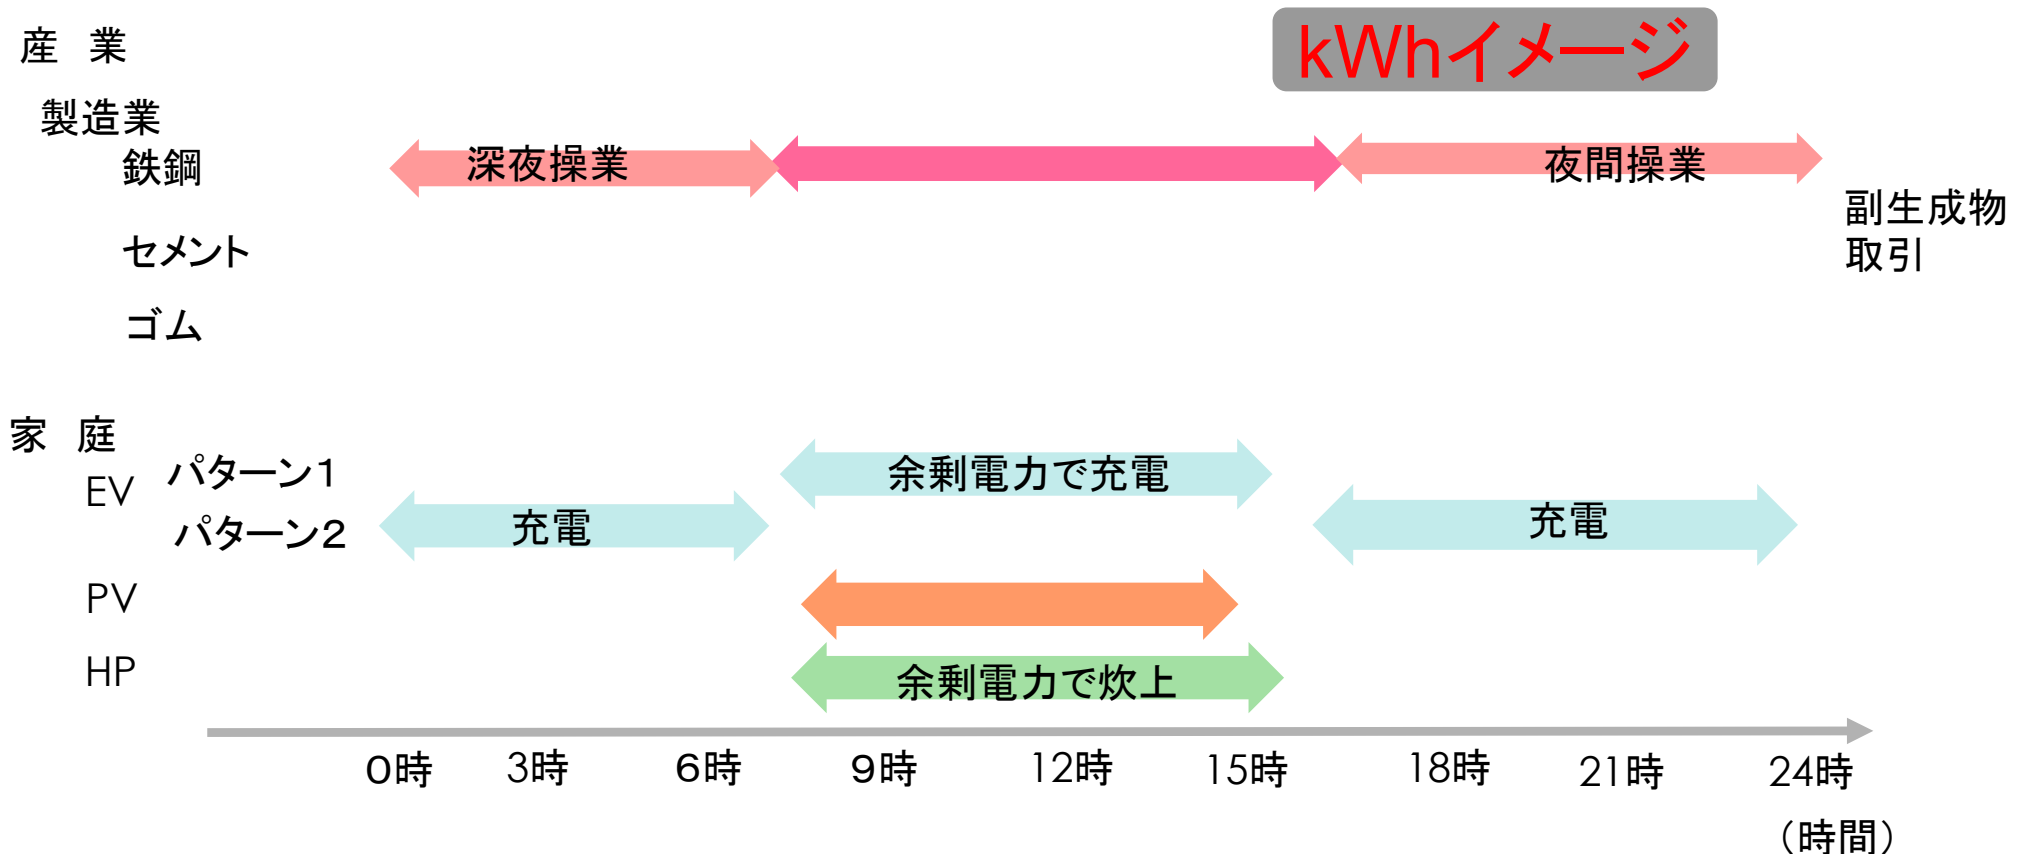 産　業
kWhイメージ
製造業
鉄鋼
深夜操業
夜間操業
副生成物
取引
セメント
ゴム
家　庭
EV
パターン1
余剰電力で充電
パターン2
充電
充電
PV
HP
余剰電力で炊上
0時
3時
6時
9時
12時
15時
18時
21時
24時
（時間）